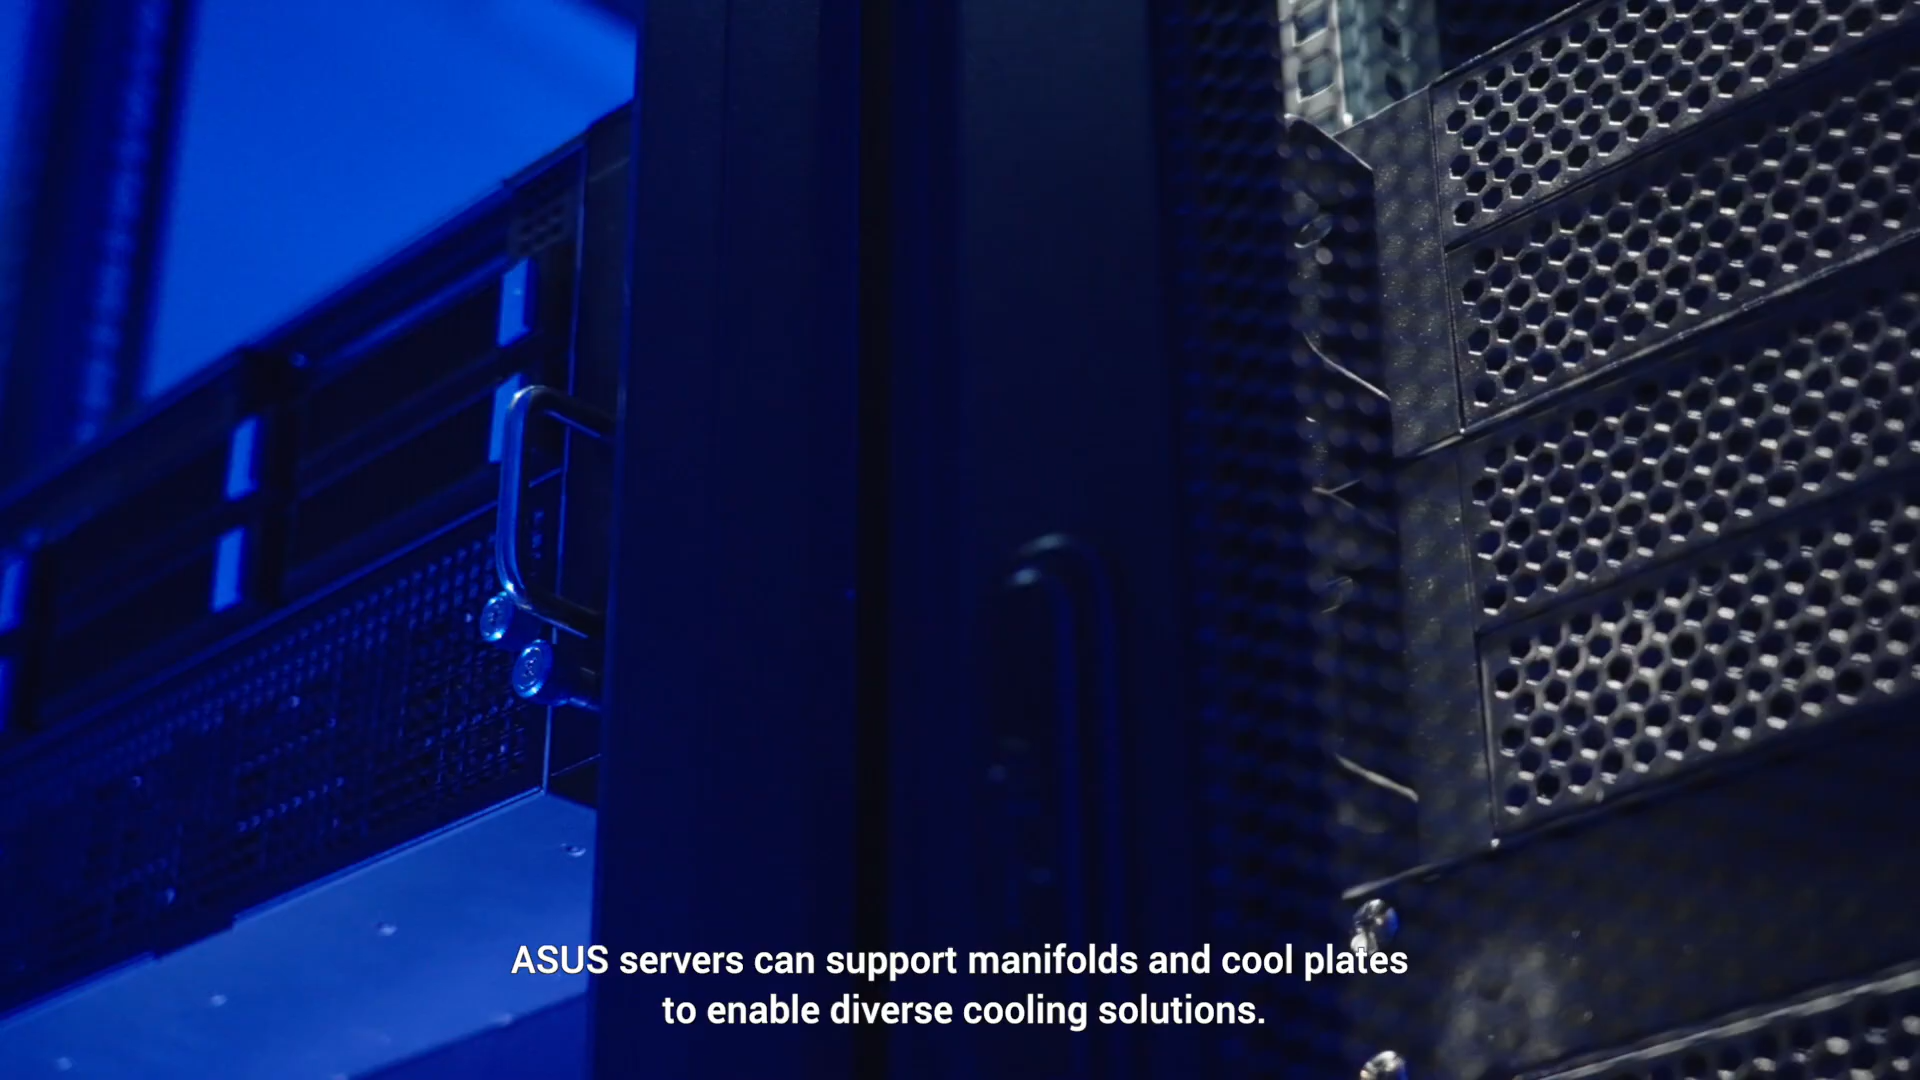 ASUS servers can support manifolds and cool plates
to enable diverse cooling solutions.